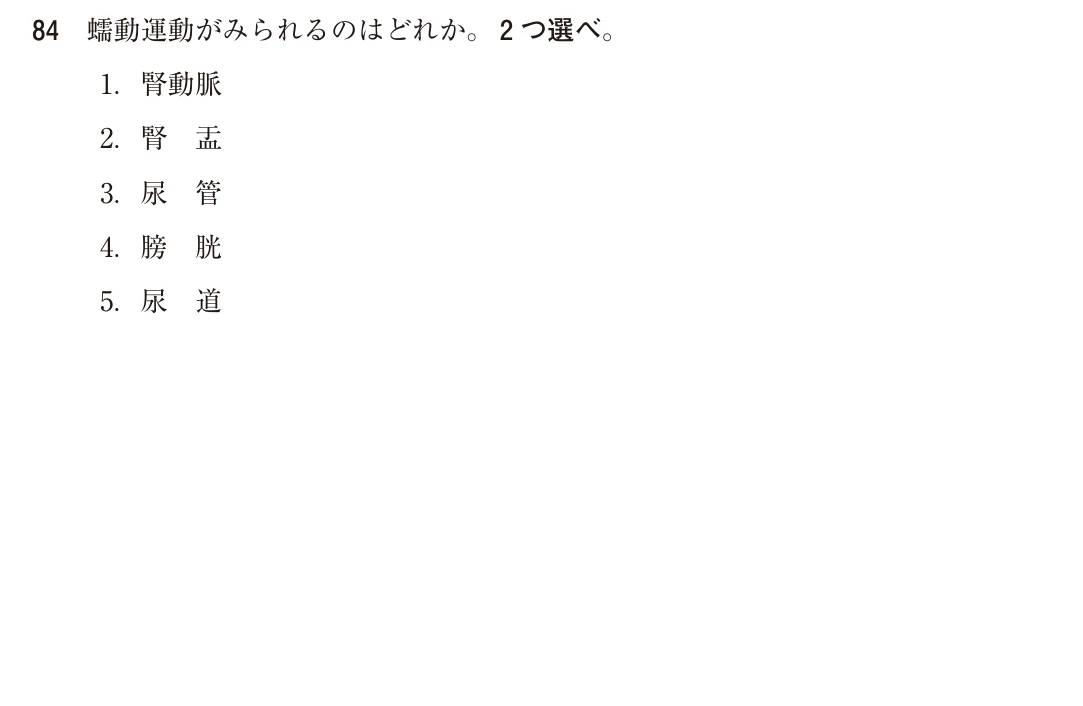 84 蠕動運動がみられるのはどれか。2つ選べ。
1. 腎動脈
2. 腎 盂
3. 尿 管
4. 膀 胱
5. 尿 道